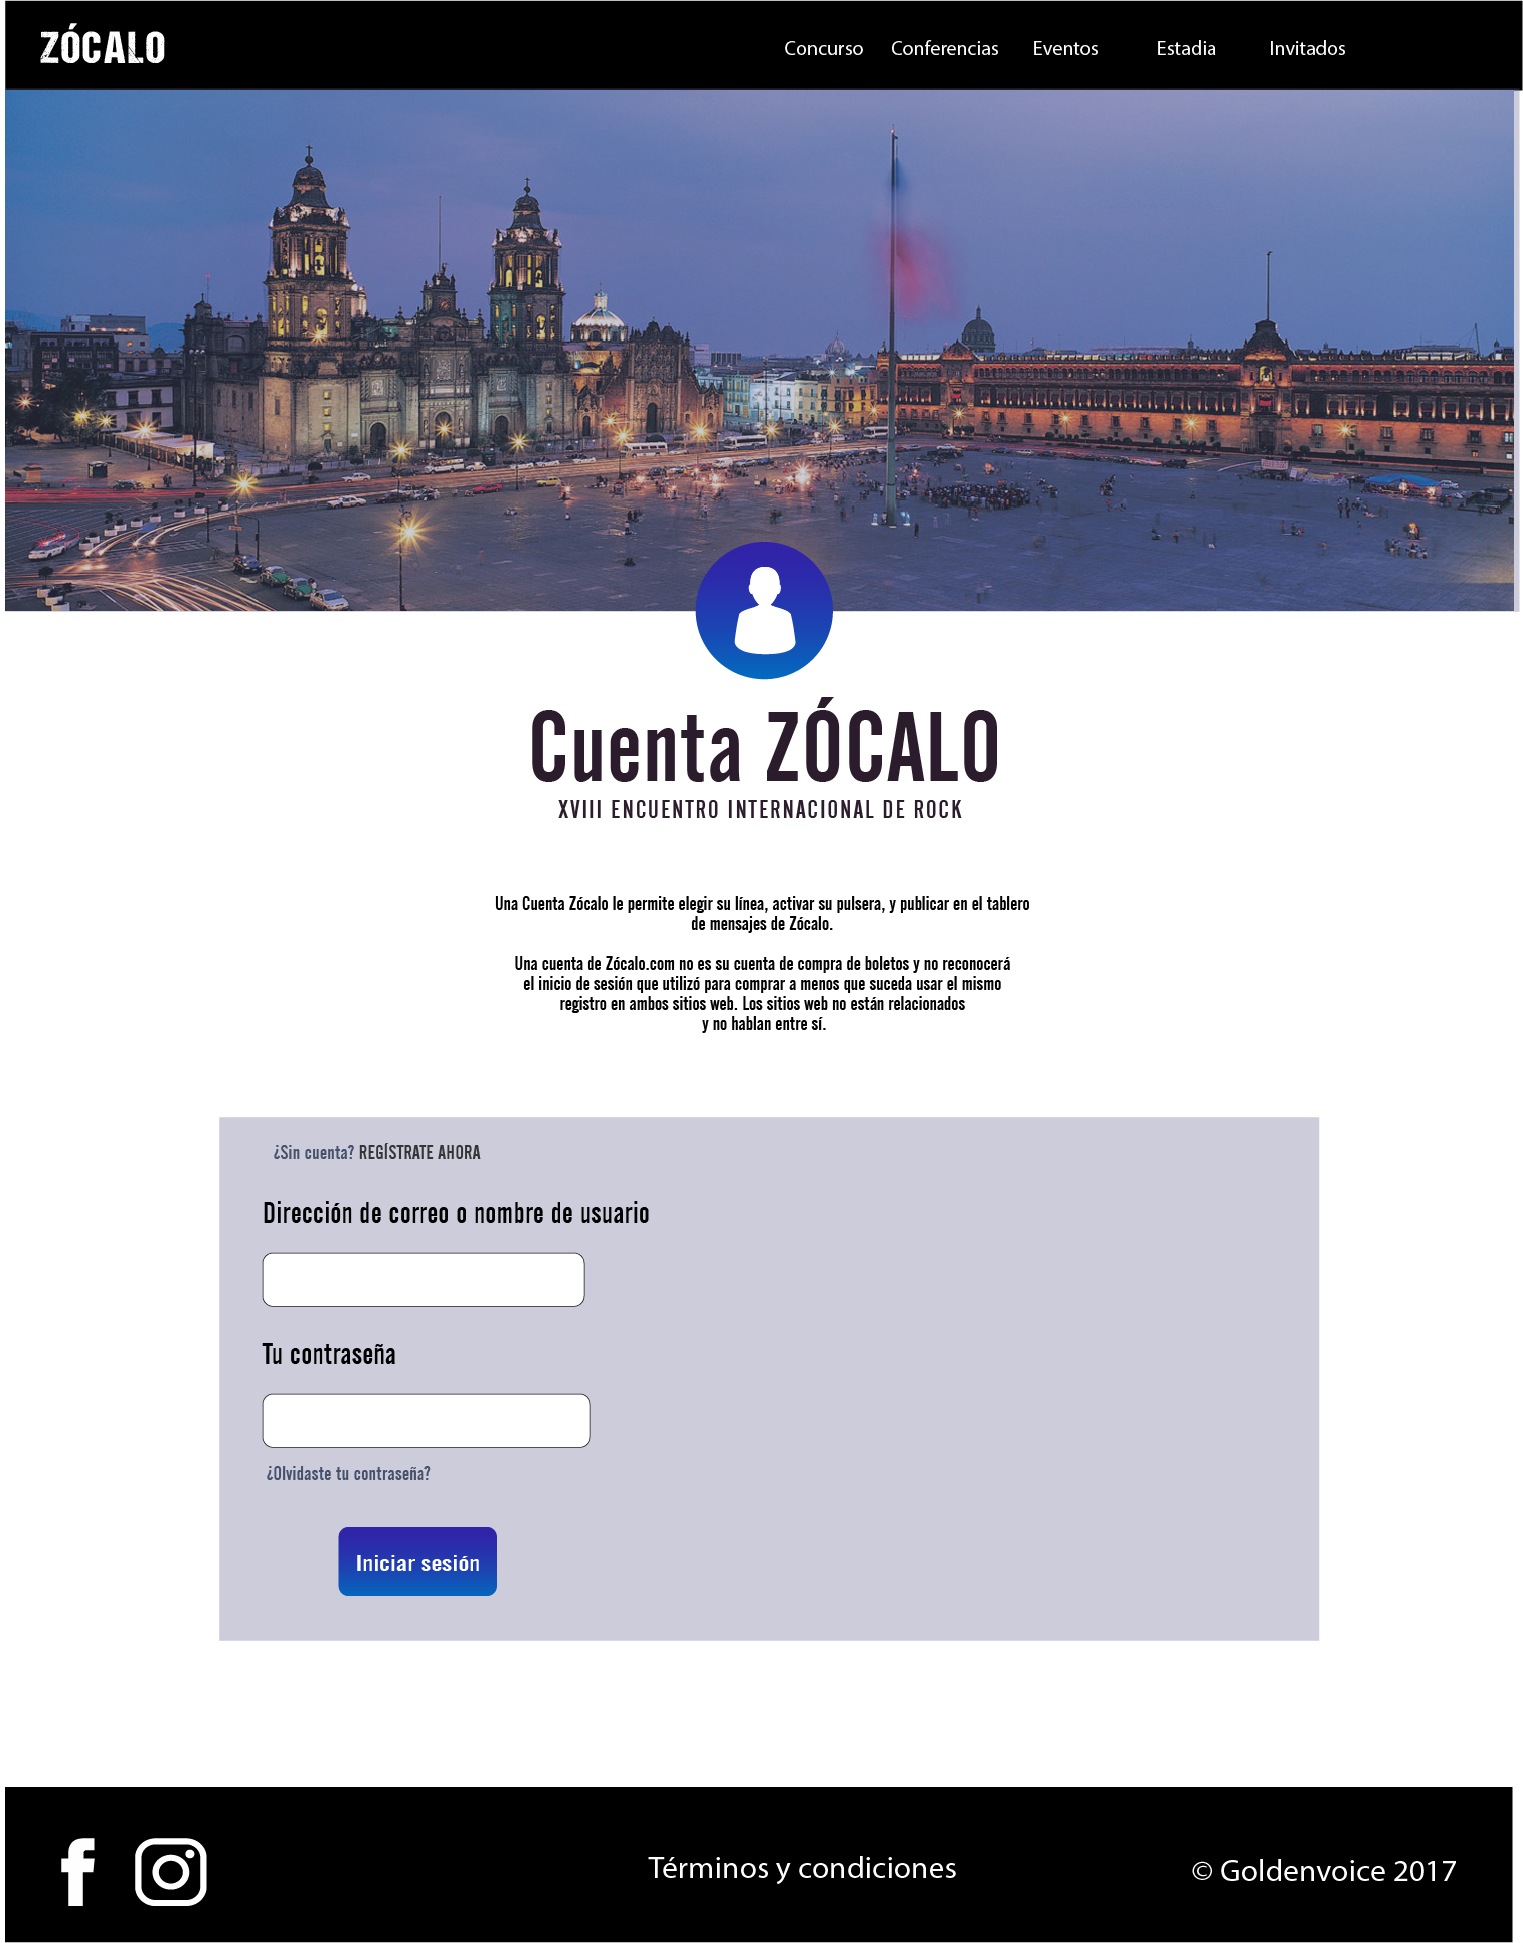 ZÓCALO
Concurso Conferencias Eventos Estadia Invitados
Cuenta ZÓCALO
XVIII ENCUENTRO INTERNACIONAL DE ROCK
Una Cuenta Zócalo le permite elegir su línea, activar su pulsera, y publicar en el tablero
de mensajes de Zócalo.
Una cuenta de Zócalo.com no es su cuenta de compra de boletos y no reconocerá
el inicio de sesión que utilizó para comprar a menos que suceda usar el mismo
registro en ambos sitios web. Los sitios web no están relacionados
y no hablan entre sí.
¿Sin cuenta? REGÍSTRATE AHORA
Dirección de correo o nombre de usuario
Tu contraseña
¿Olvidaste tu contraseña?
Iniciar sesión
Términos y condiciones
© Goldenvoice 2017